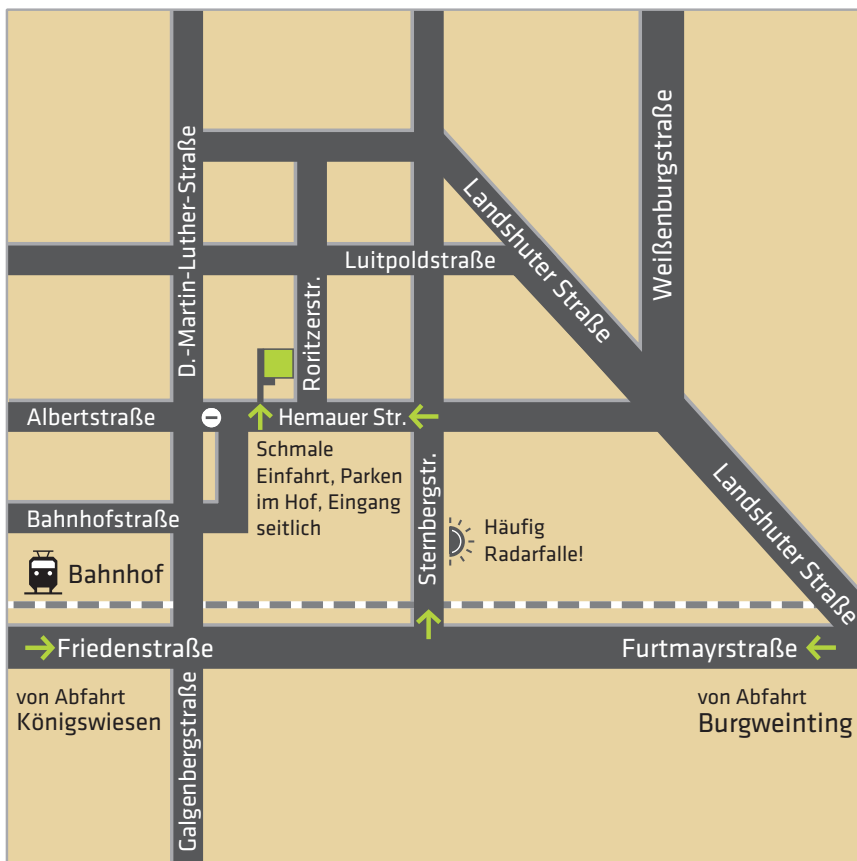 D.-Martin-Luther-Straße
Weißenburgstraße
Landshuter Straße
Luitpoldstraße
Roritzerstr.
Albertstraße
Hemauer Str.
Schmale
Einfahrt, Parken
im Hof, Eingang
seitlich
Landshuter Straße
Bahnhofstraße
Sternbergstr.
Häufig
Radarfalle!
Bahnhof
Friedenstraße
Furtmayrstraße
von Abfahrt
Königswiesen
Galgenbergstraße
von Abfahrt
Burgweinting